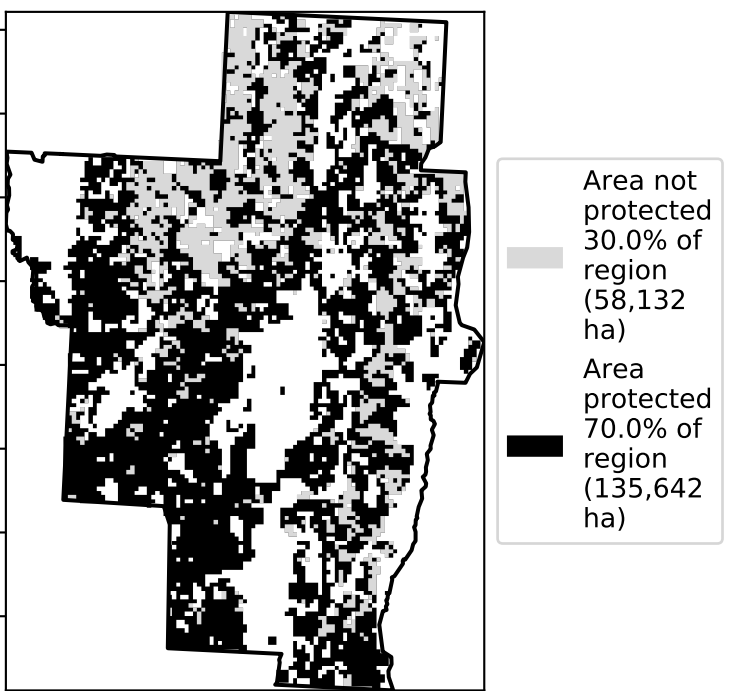 Area not
protected
30.0% of
region
(58,132
ha)
Area
protected
70.0% of
region
(135,642
ha)